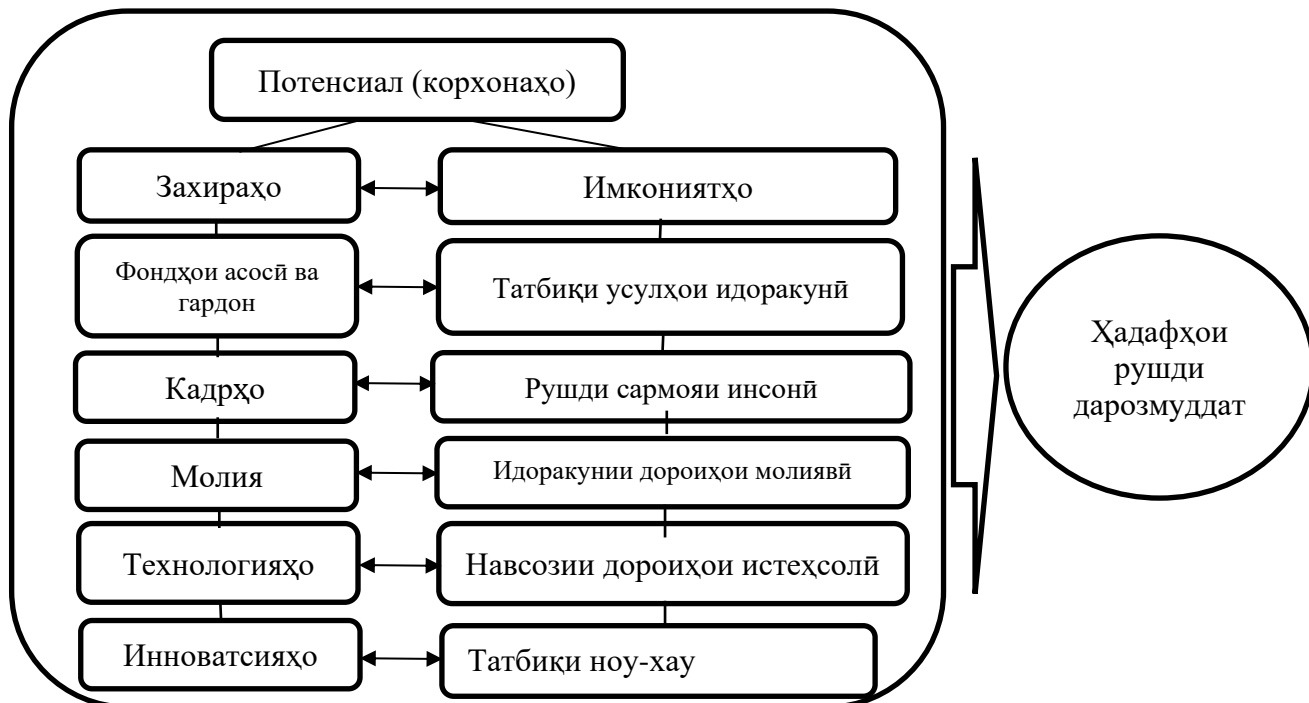 Потенсиал (корхонаҳо)
Захираҳо
Имкониятҳо
Фондҳои асосӣ ва
гардон
Татбиқи усулҳои идоракунӣ
Кадрҳо
Рушди сармояи инсонӣ
Молия
Идоракунии дороиҳои молиявӣ
Технологияҳо
Навсозии дороиҳои истеҳсолӣ
Инноватсияҳо
Татбиқи ноу-хау
Ҳадафҳои
рушди
дарозмуддат